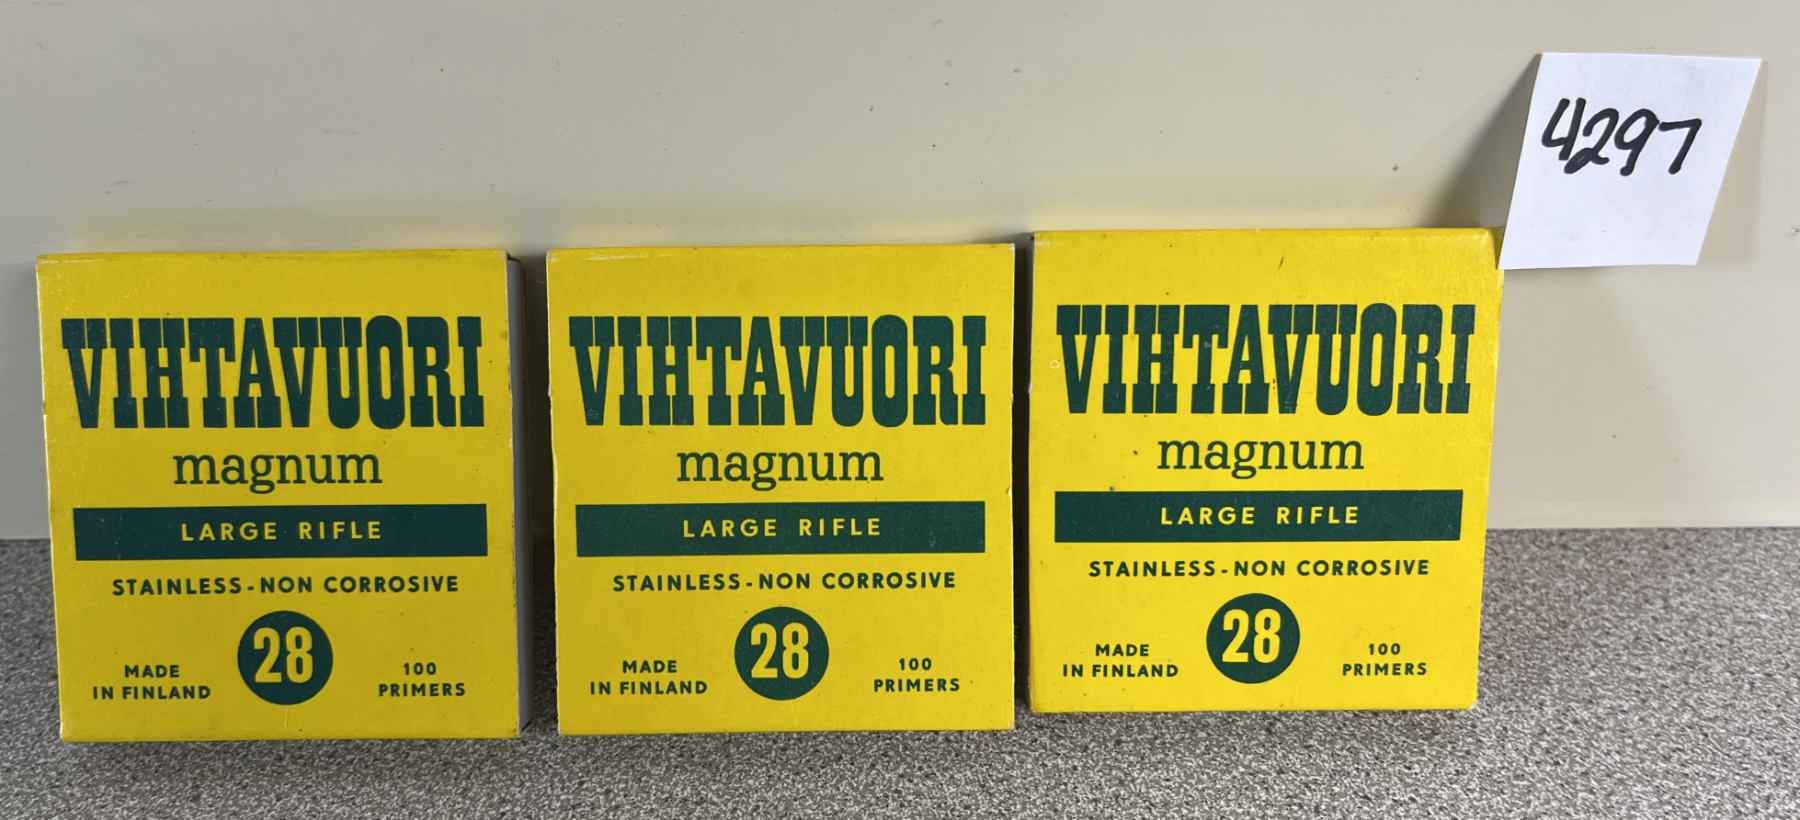 VIHTAVUORI
magnum
LARGE RIFLE
STAINLESS - NON CORROSIVE
28
MADE
IN FINLAND
100
PRIMERS
VIHTAVUORI
magnum
LARGE RIFLE
STAINLESS - NON CORROSIVE
28
MADE
IN FINLAND
100
PRIMERS
VIHTAVUORI
magnum
LARGE RIFLE
STAINLESS - NON CORROSIVE
28
MADE
IN FINLAND
100
PRIMERS
4297